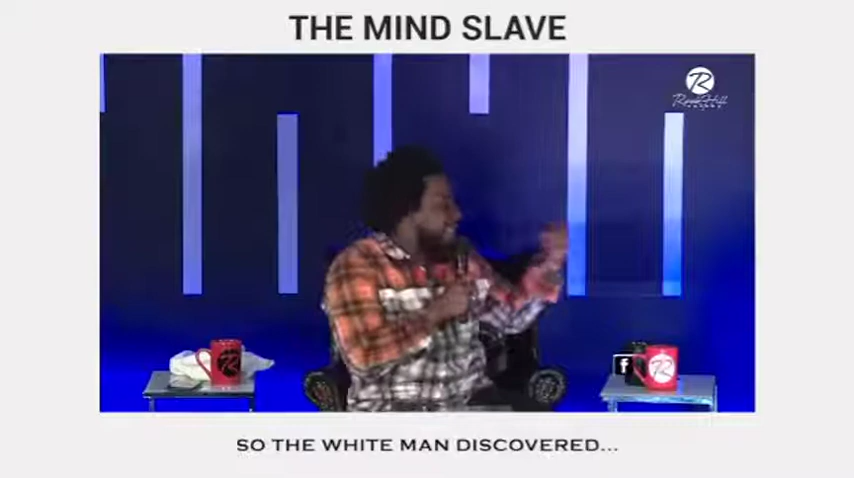 THE MIND SLAVE
R
R
f
R
SO THE WHITE MAN DISCOVERED...